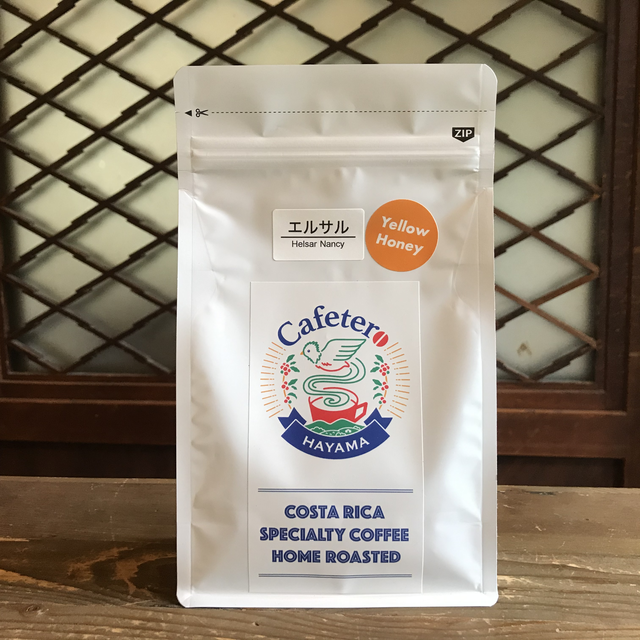 ZIP
エルサル
Helsar Nancy
Yellow
Honey
Cafetero
HAYAMA
COSTA RICA
SPECIALTY COFFEE
HOME ROASTED